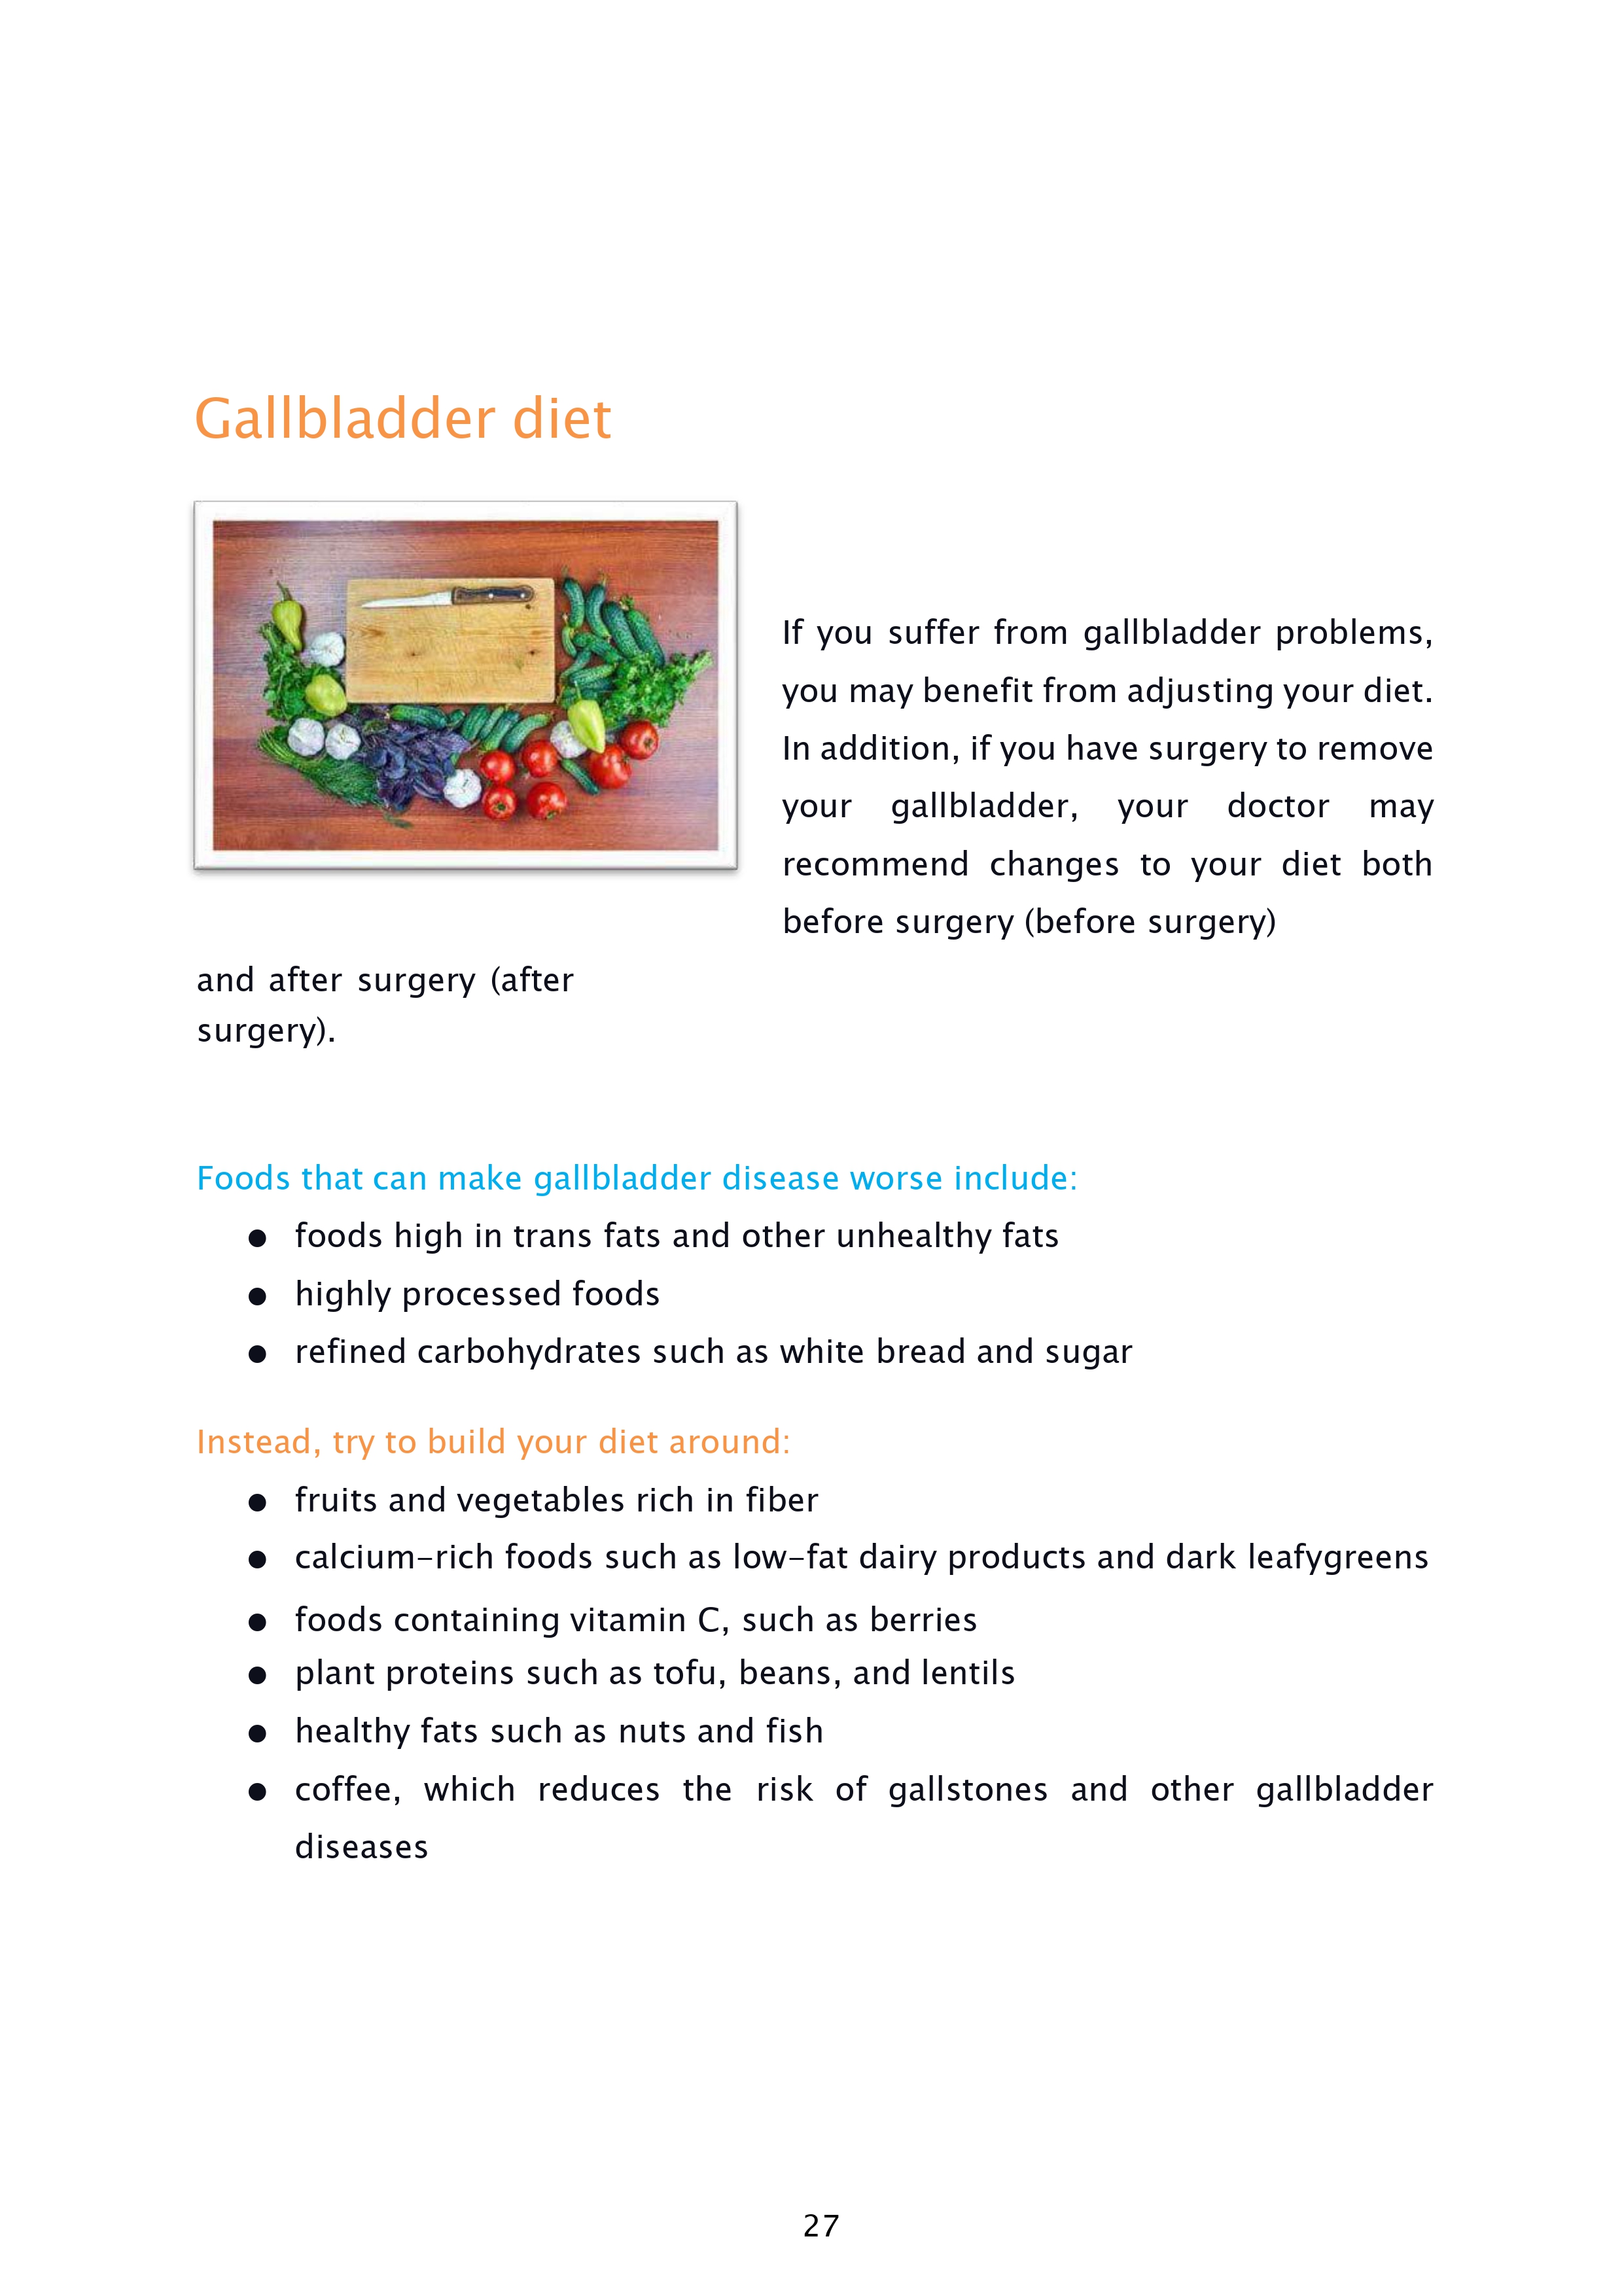 Gallbladder diet
If you suffer from gallbladder problems,
you may benefit from adjusting your diet.
In addition, if you have surgery to remove
your gallbladder, your doctor may
recommend changes to your diet both
before surgery (before surgery)
and after surgery (after
surgery).
Foods that can make gallbladder disease worse include:
● foods high in trans fats and other unhealthy fats
● highly processed foods
● refined carbohydrates such as white bread and sugar
Instead, try to build your diet around:
● fruits and vegetables rich in fiber
● calcium-rich foods such as low-fat dairy products and dark leafygreens
● foods containing vitamin C, such as berries
● plant proteins such as tofu, beans, and lentils
● healthy fats such as nuts and fish
● coffee, which reduces the risk of gallstones and other gallbladder
diseases
27